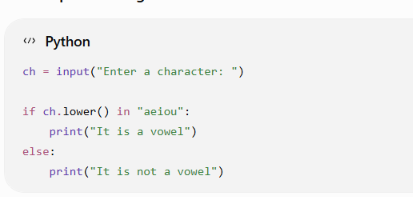 Python
ch = input("Enter a character: ")
if ch.lower() in "aeiou":
    print("It is a vowel")
else:
    print("It is not a vowel")